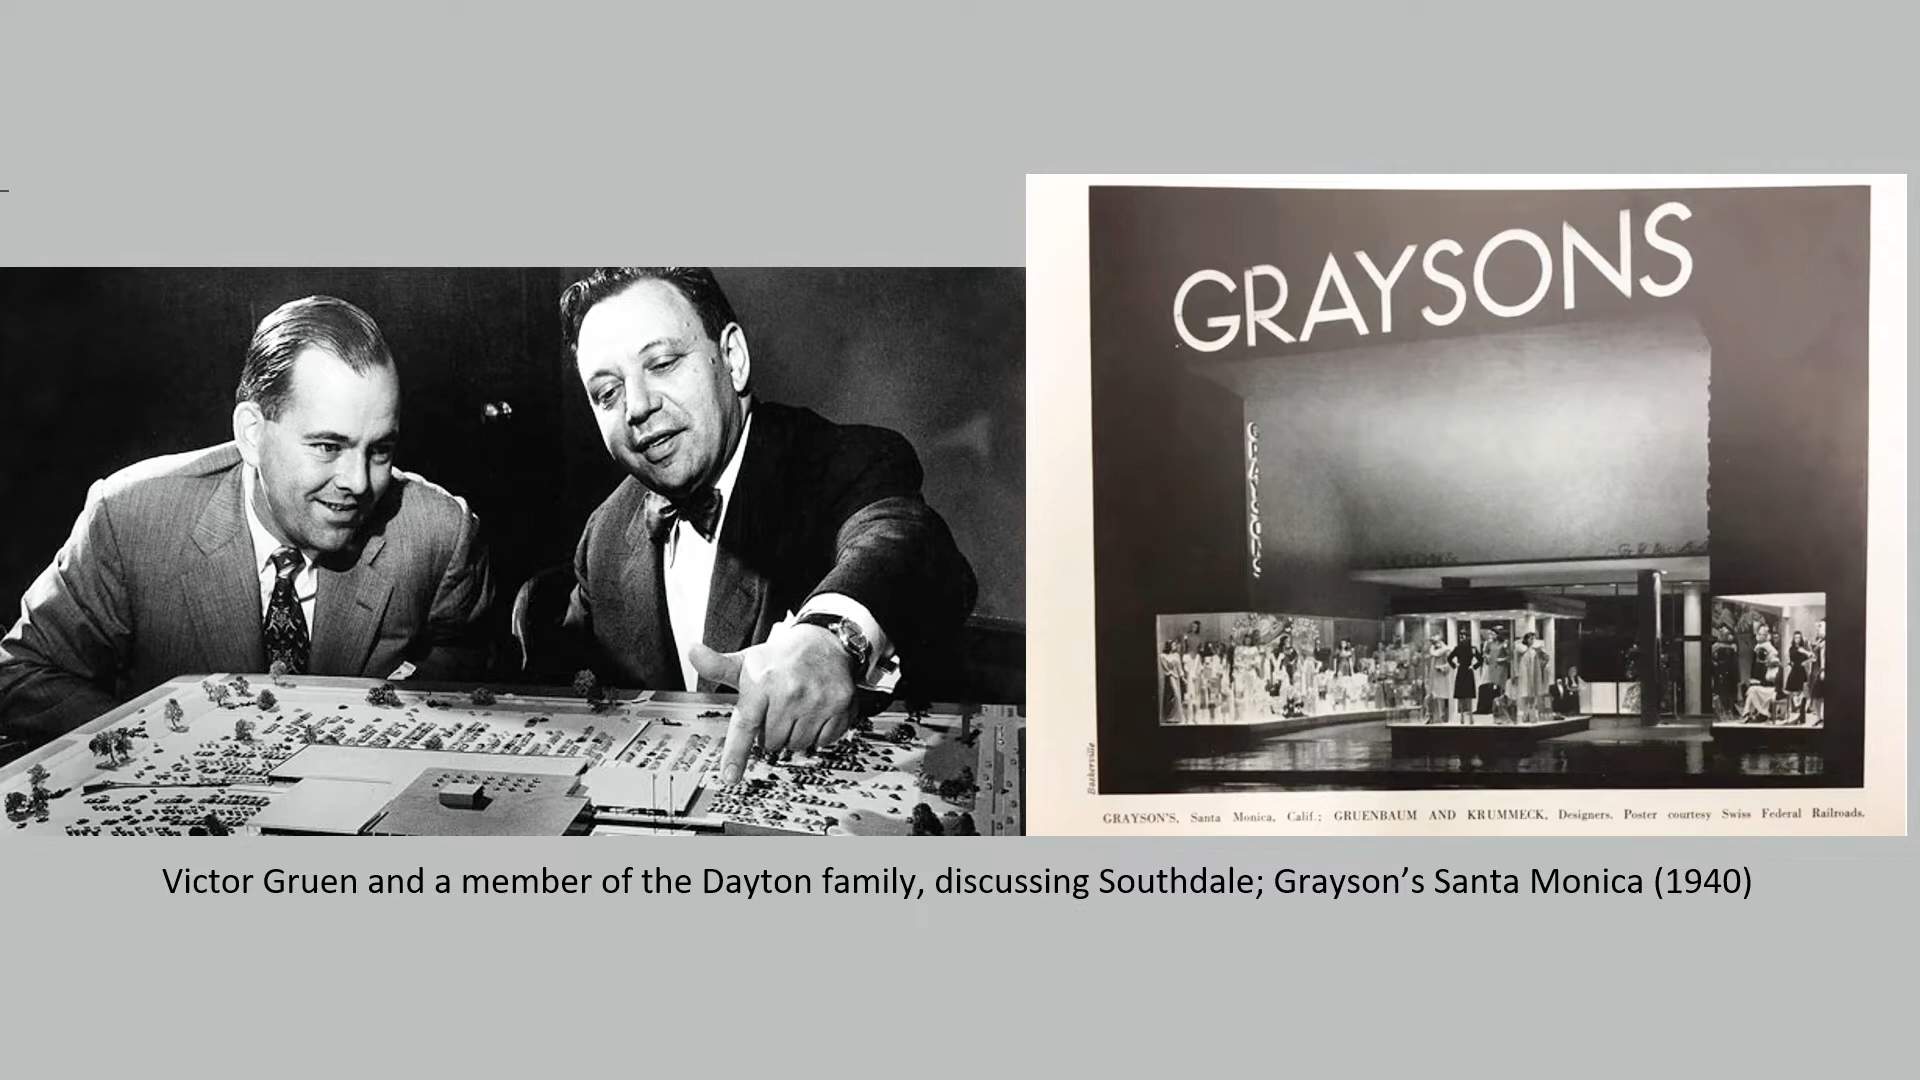 GRAYSONS
GRAYSONS
Baskerville
GRAYSON'S, Santa Monica, Calif.; GRUENBAUM AND KRUMMECK, Designers. Poster courtesy Swiss Federal Railroads.
Victor Gruen and a member of the Dayton family, discussing Southdale; Grayson’s Santa Monica (1940)